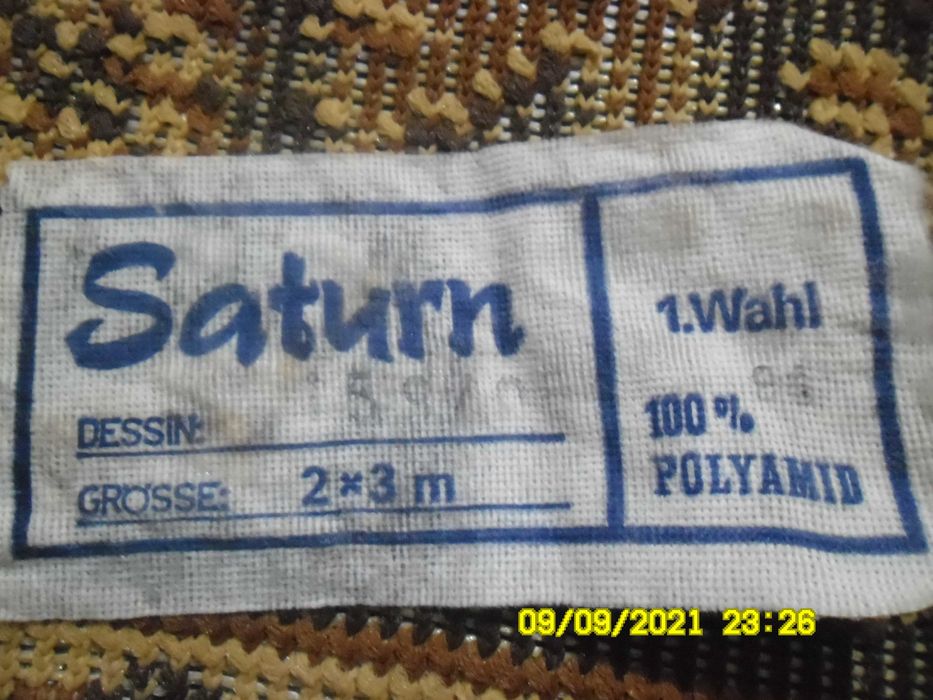 Saturn
DESSIN:
GRÖSSE: 2×3 m
1.Wahl
100 %
POLYAMID
09/09/2021 23:26